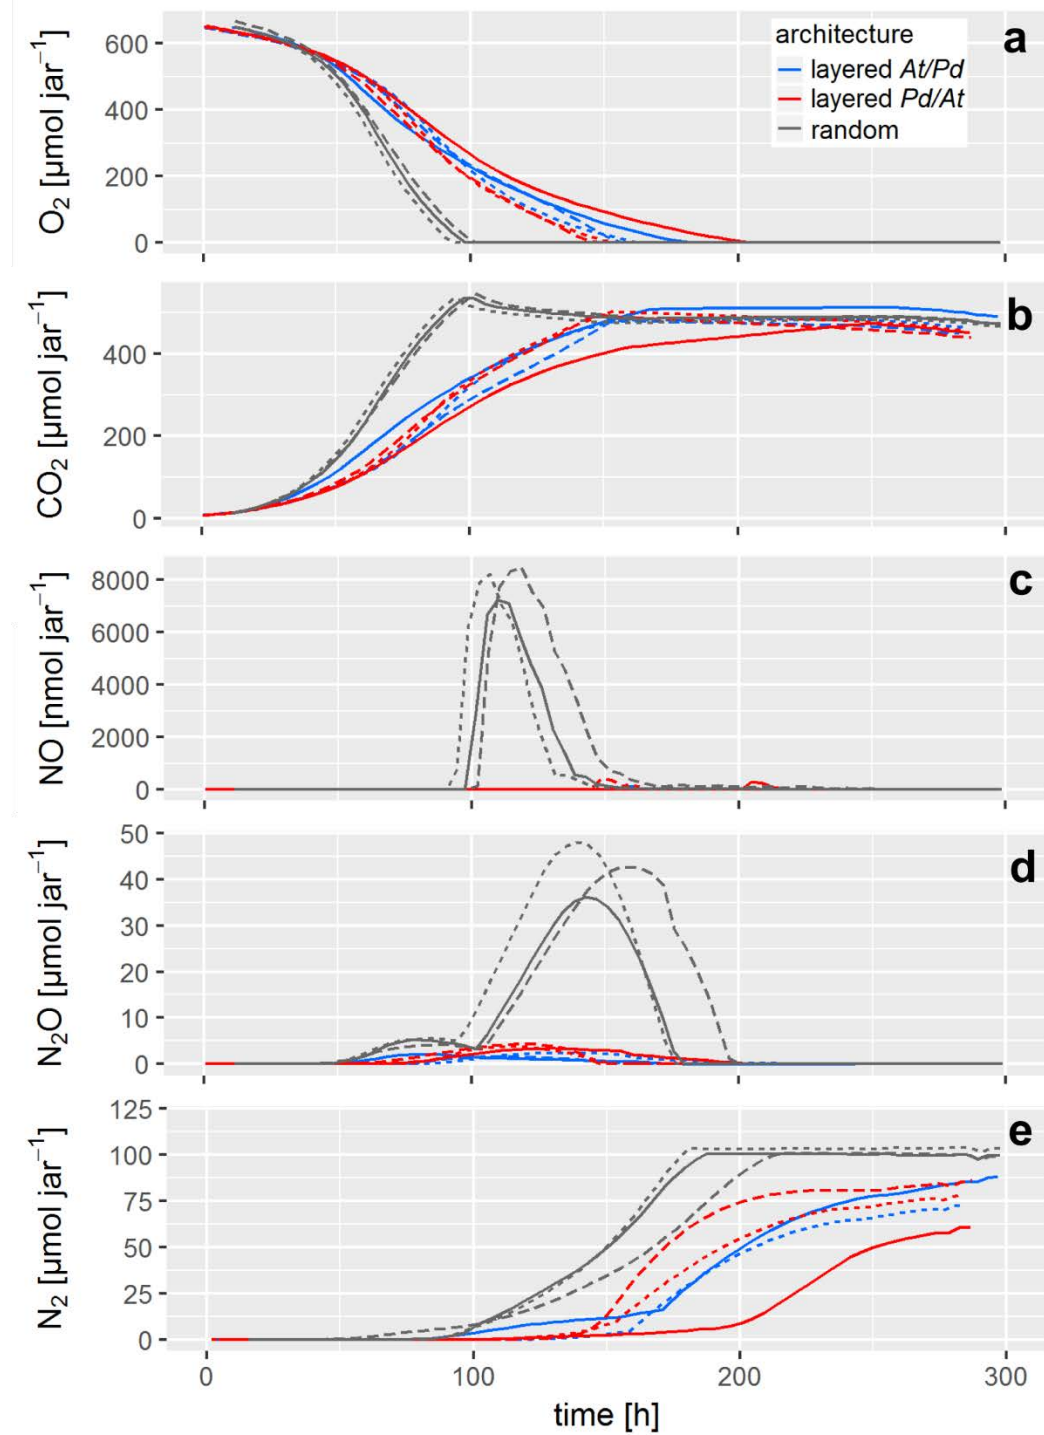 a
architecture
layered At/Pd
layered Pd/At
random
O₂ [µmol jar⁻¹]
600
400
200
0
b
CO₂ [µmol jar⁻¹]
400
200
0
c
NO [nmol jar⁻¹]
8000
6000
4000
2000
0
d
N₂O [µmol jar⁻¹]
50
40
30
20
10
0
e
N₂ [µmol jar⁻¹]
125
100
75
50
25
0
0 100 200 300
time [h]